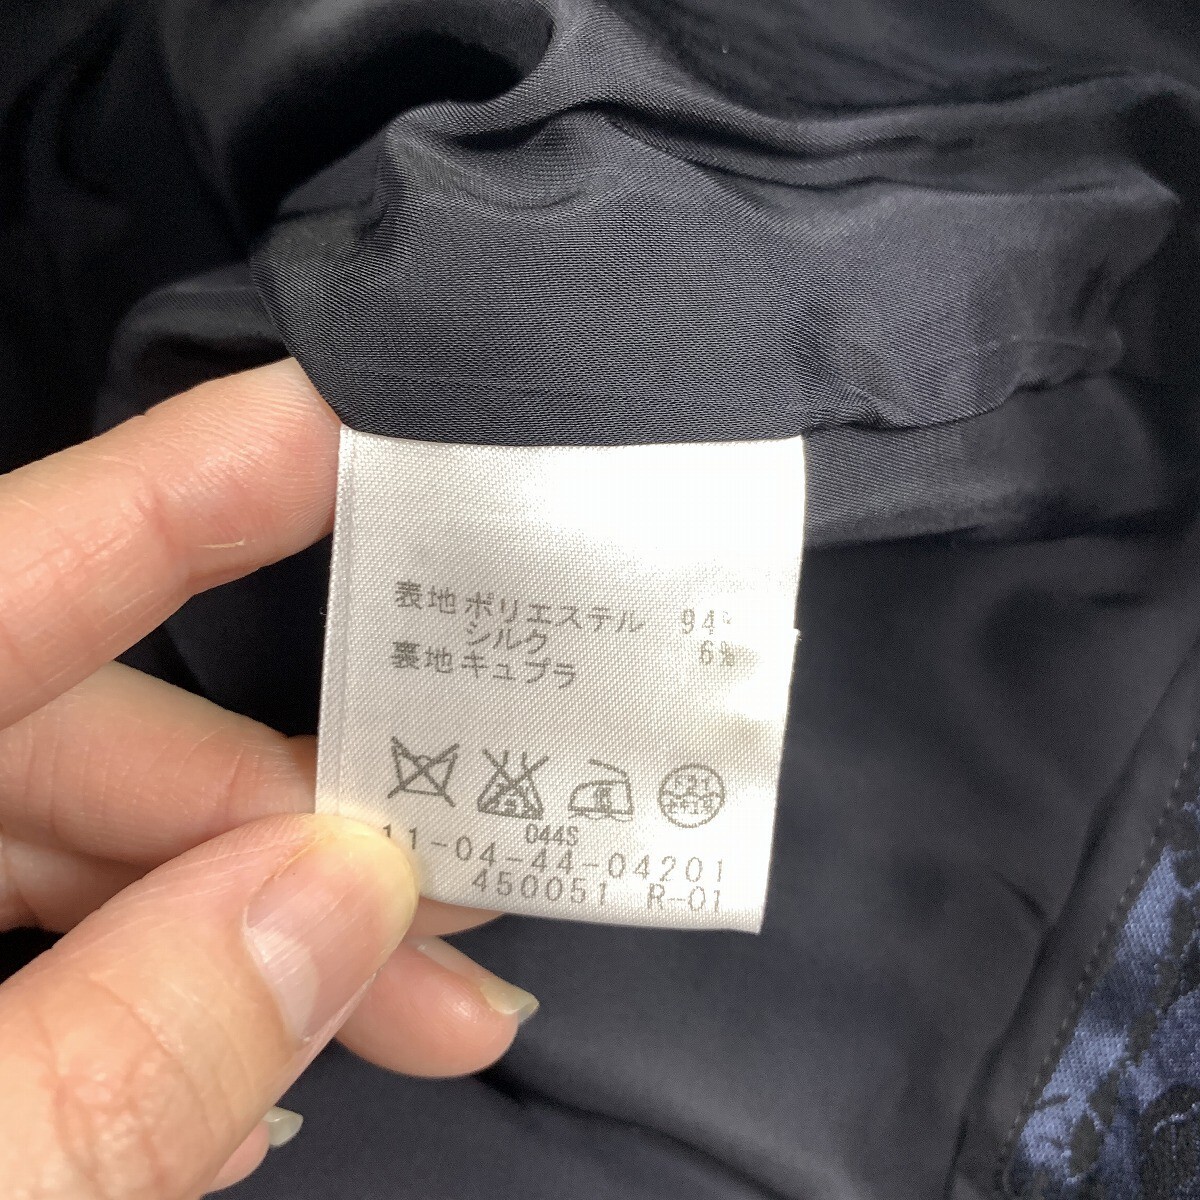 表地 ポリエステル 94%
シルク 6%
裏地 キュプラ
044S
11-04-44-04201
450051 R-01